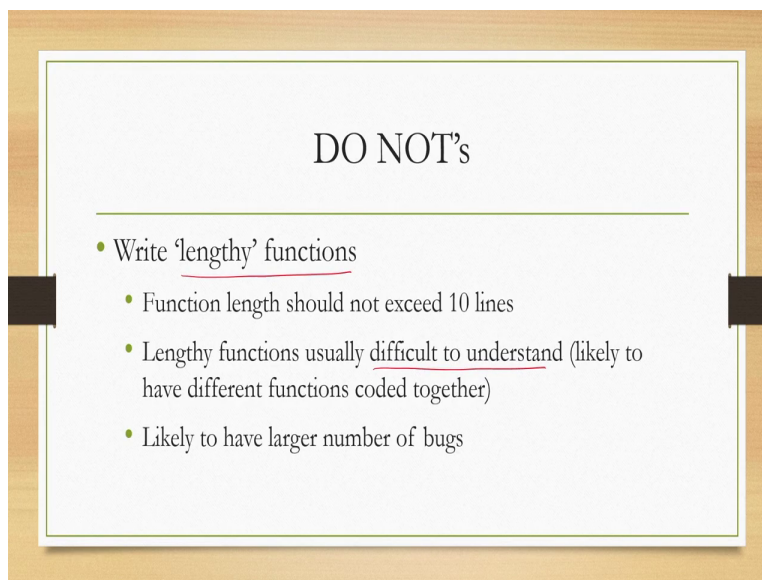 DO NOT's
• Write ‘lengthy’ functions
• Function length should not exceed 10 lines
• Lengthy functions usually difficult to understand (likely to
have different functions coded together)
• Likely to have larger number of bugs